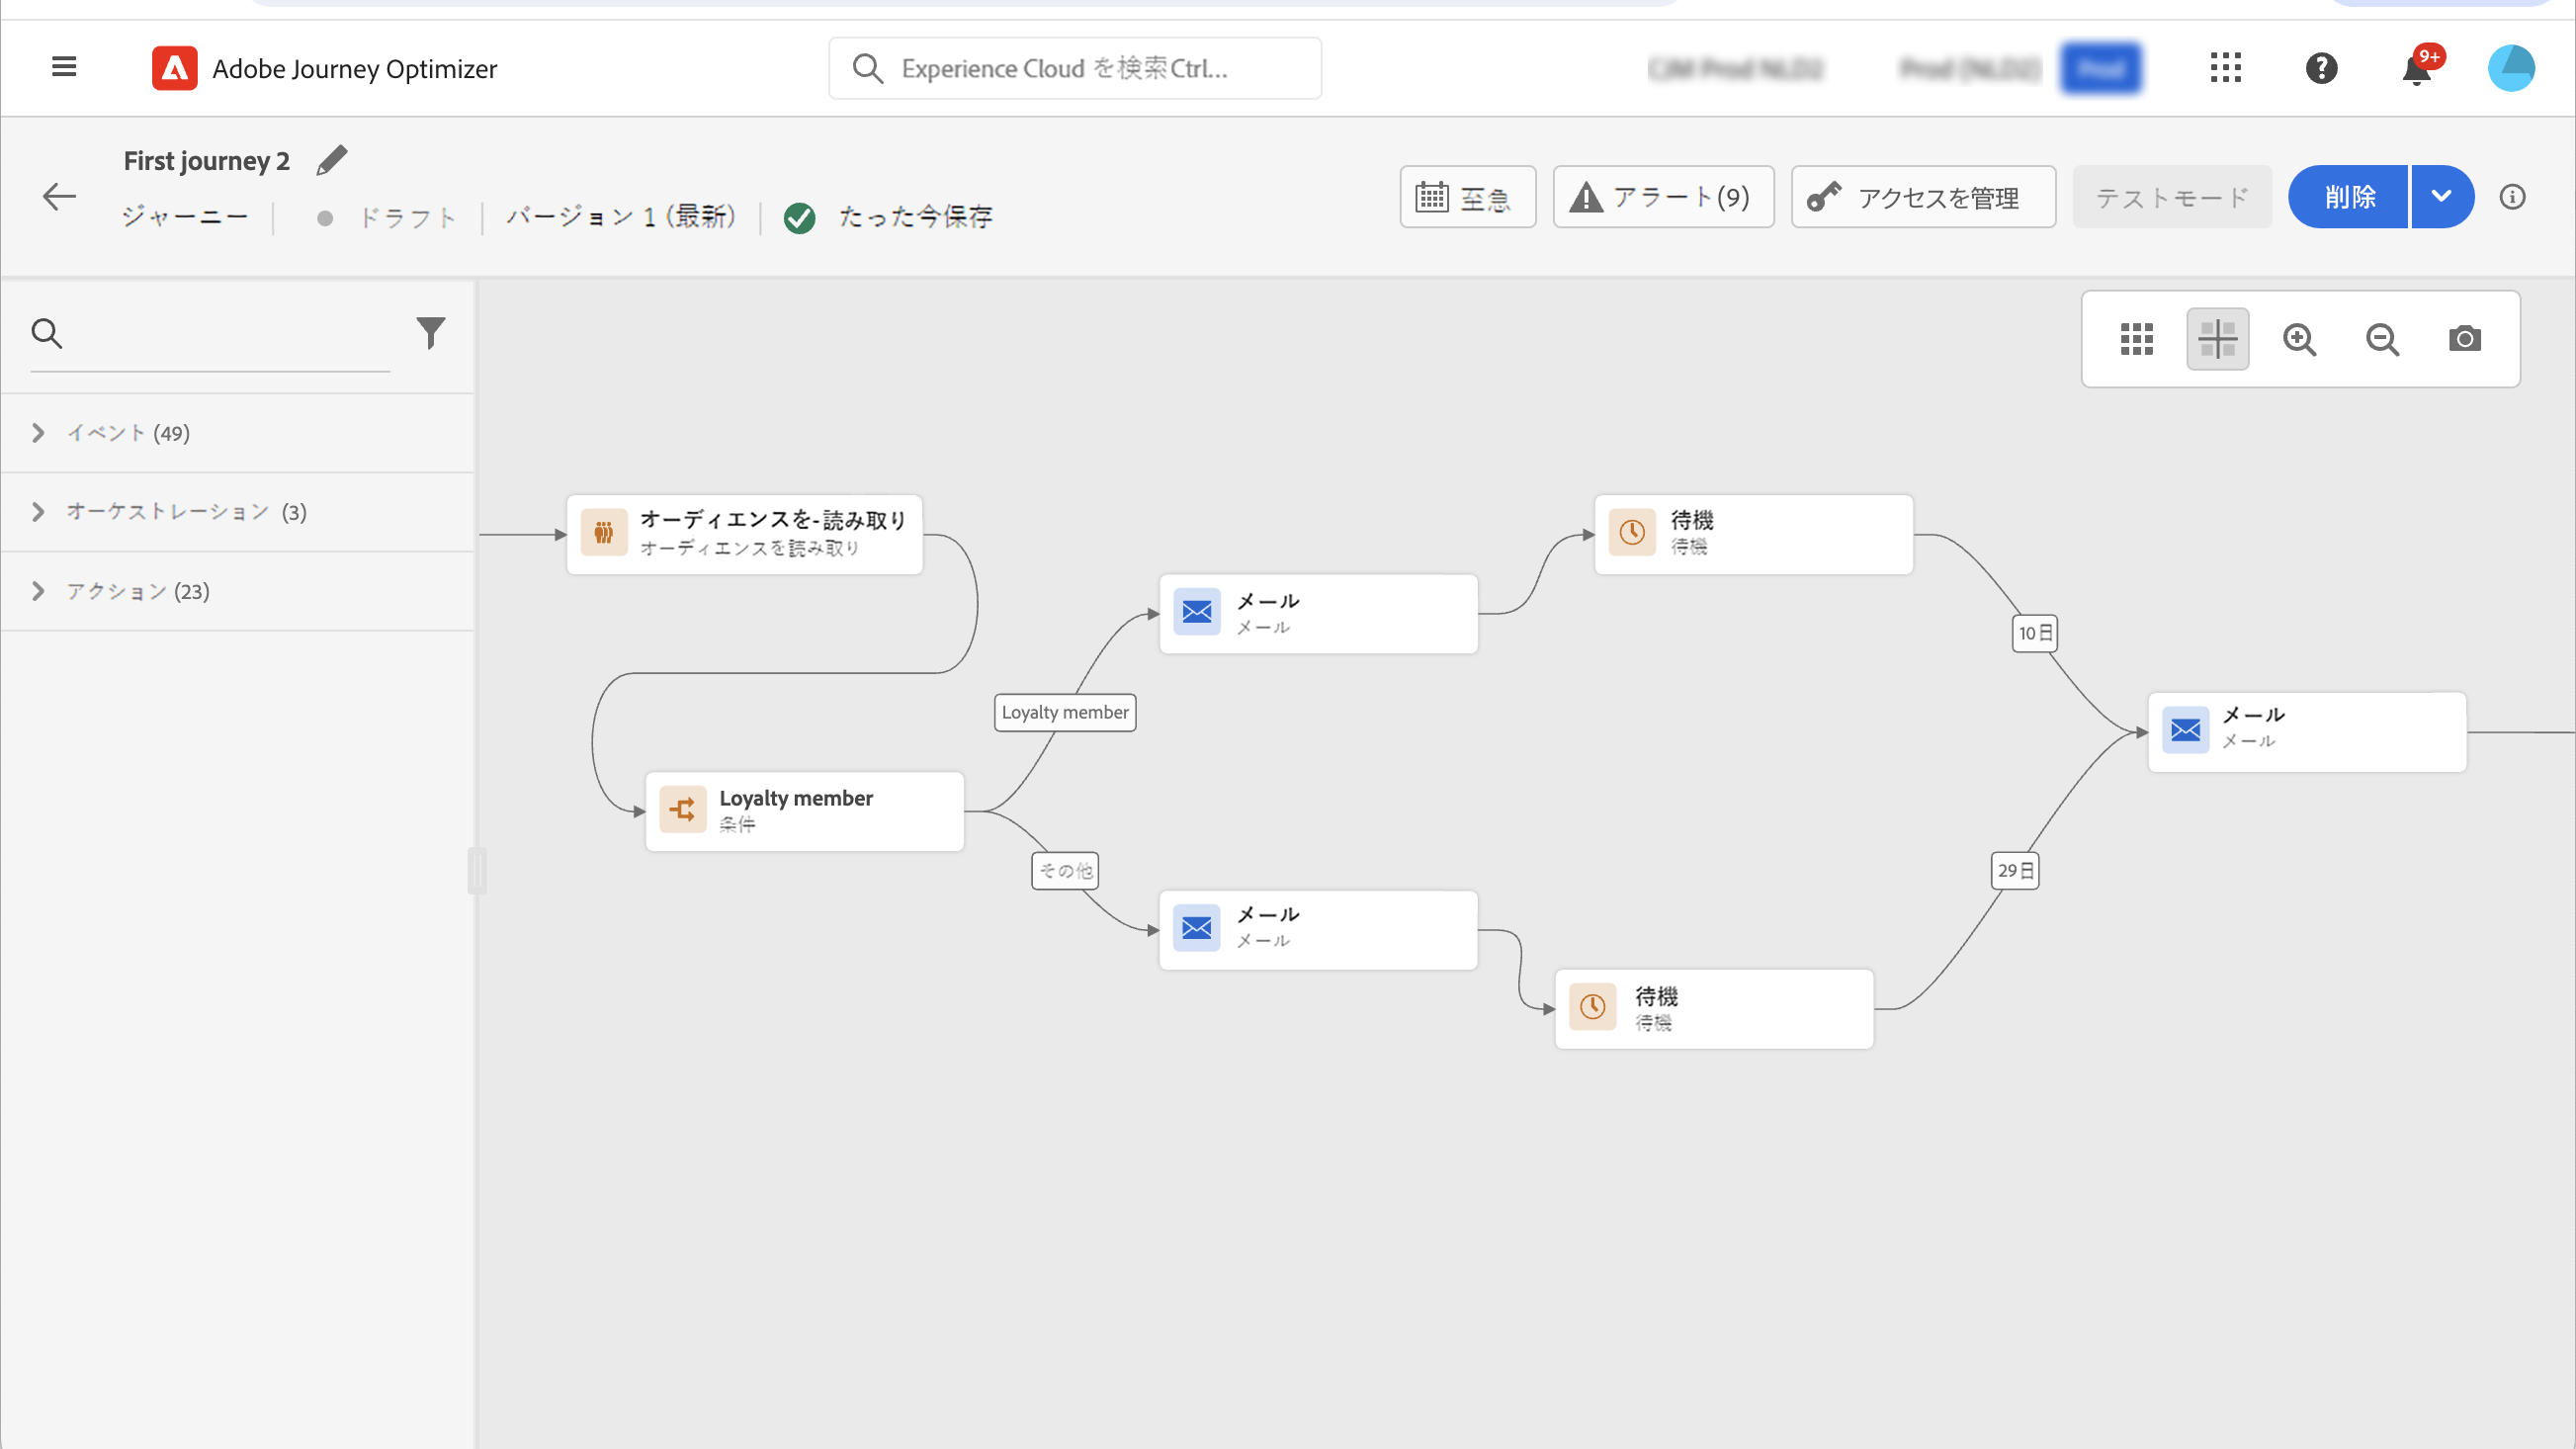 Adobe Journey Optimizer
Experience Cloud を検索Ctrl...
9+
First journey 2
ジャーニー
ドラフト
バージョン 1 (最新)
たった今保存
至急
アラート(9)
アクセスを管理
テストモード
削除
イベント (49)
オーケストレーション (3)
アクション (23)
オーディエンスを-読み取り
オーディエンスを読み取り
待機
待機
メール
メール
10日
Loyalty member
メール
メール
Loyalty member
条件
その他
29日
メール
メール
待機
待機